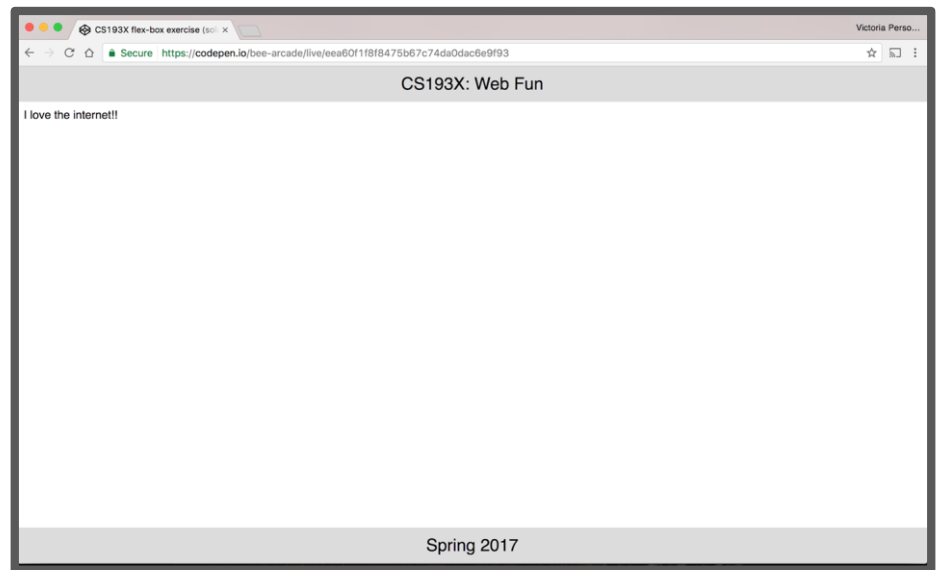 CS193X flex-box exercise (sol
Victoria Perso...
Secure https://codepen.io/bee-arcade/live/eea60f1f8f8475b67c74da0dac6e9f93
CS193X: Web Fun
I love the internet!!
Spring 2017